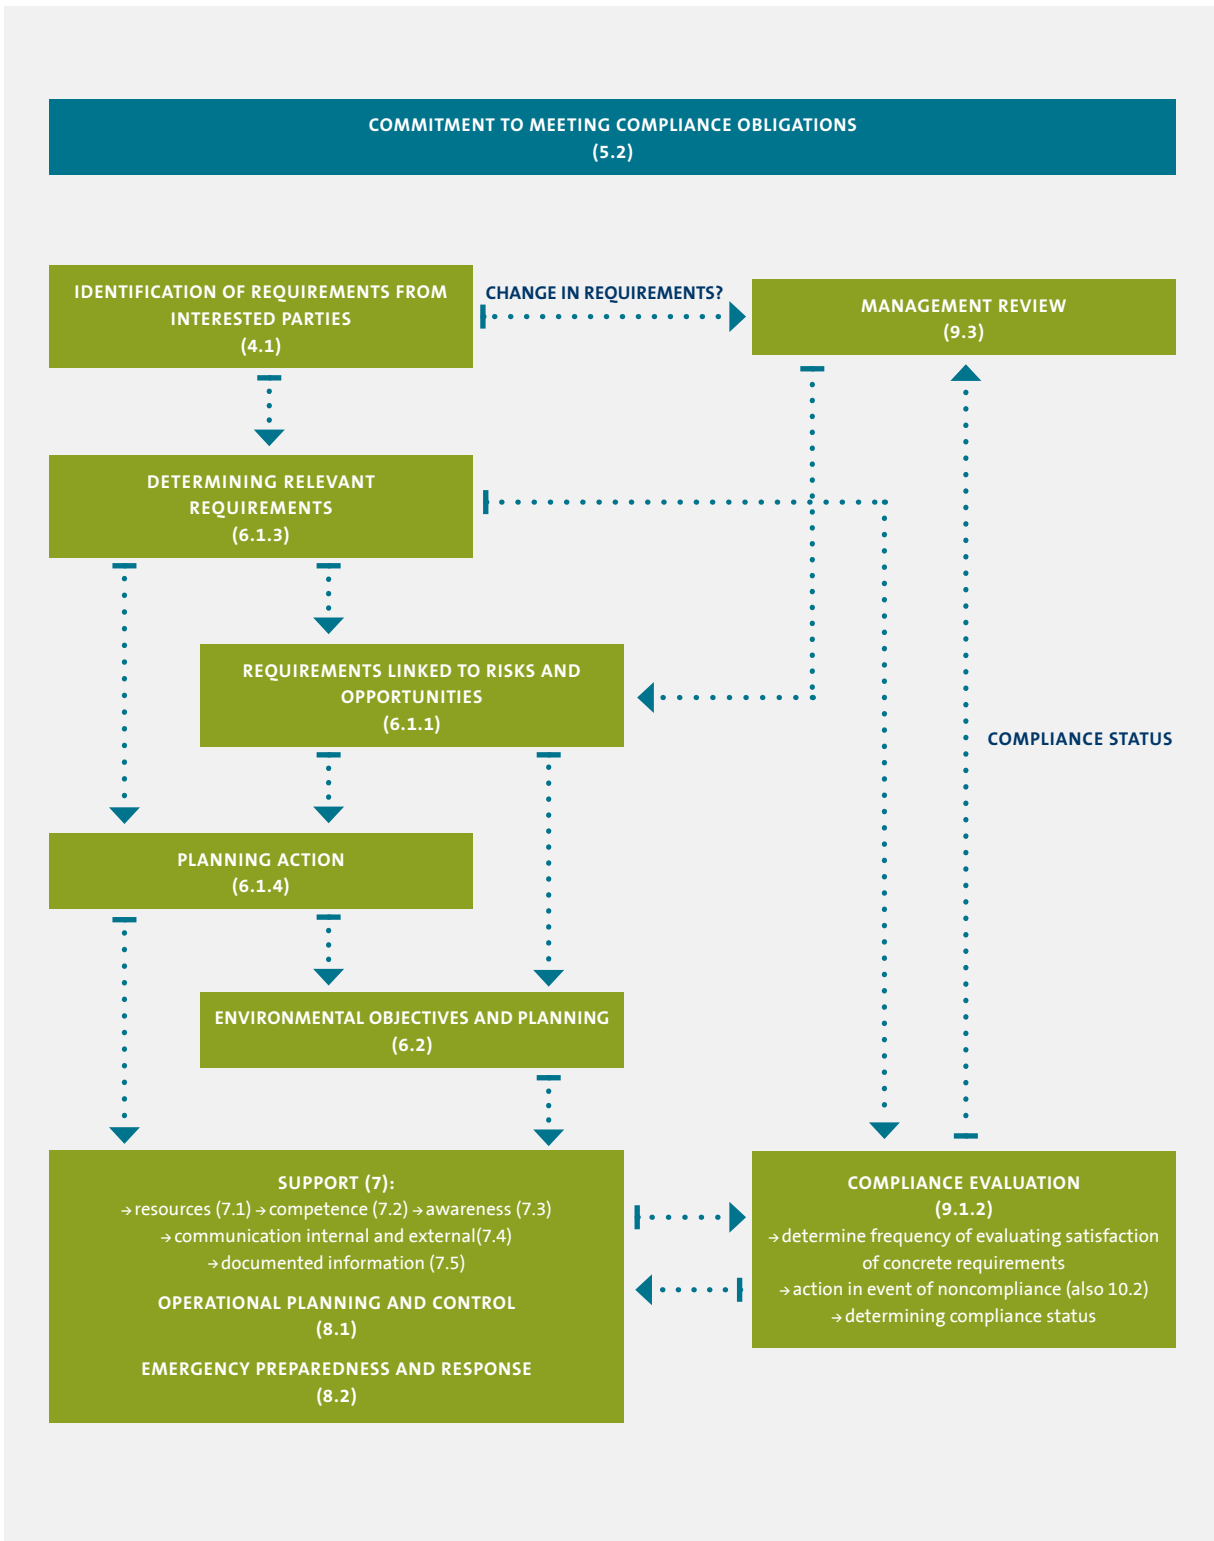 COMMITMENT TO MEETING COMPLIANCE OBLIGATIONS
(5.2)
IDENTIFICATION OF REQUIREMENTS FROM
INTERESTED PARTIES
(4.1)
CHANGE IN REQUIREMENTS?
MANAGEMENT REVIEW
(9.3)
DETERMINING RELEVANT
REQUIREMENTS
(6.1.3)
REQUIREMENTS LINKED TO RISKS AND
OPPORTUNITIES
(6.1.1)
COMPLIANCE STATUS
PLANNING ACTION
(6.1.4)
ENVIRONMENTAL OBJECTIVES AND PLANNING
(6.2)
SUPPORT (7):
→ resources (7.1) → competence (7.2) → awareness (7.3)
→ communication internal and external(7.4)
→ documented information (7.5)
OPERATIONAL PLANNING AND CONTROL
(8.1)
EMERGENCY PREPAREDNESS AND RESPONSE
(8.2)
COMPLIANCE EVALUATION
(9.1.2)
→ determine frequency of evaluating satisfaction
of concrete requirements
→ action in event of noncompliance (also 10.2)
→ determining compliance status